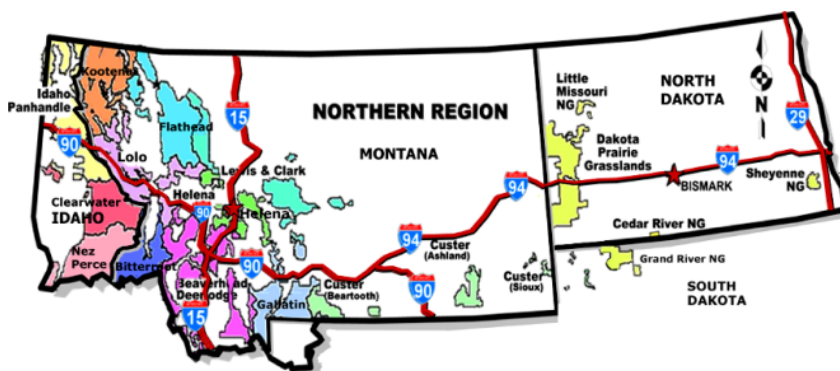 Kootenai
Idaho
Panhandle
90
Lolo
Flathead
15
NORTHERN REGION
MONTANA
Lewis & Clark
Helena
90
Helena
Clearwater
IDAHO
Nez
Perce
Bitterroot
Beaverhead
Deerlodge
90
15
Gallatin
Custer
(Beartooth)
94
Custer
(Ashland)
90
94
Custer
(Sioux)
Little
Missouri
NG
NORTH
DAKOTA
N
29
Dakota
Prairie
Grasslands
94
BISMARK
Sheyenne
NG
Cedar River NG
Grand River NG
SOUTH
DAKOTA